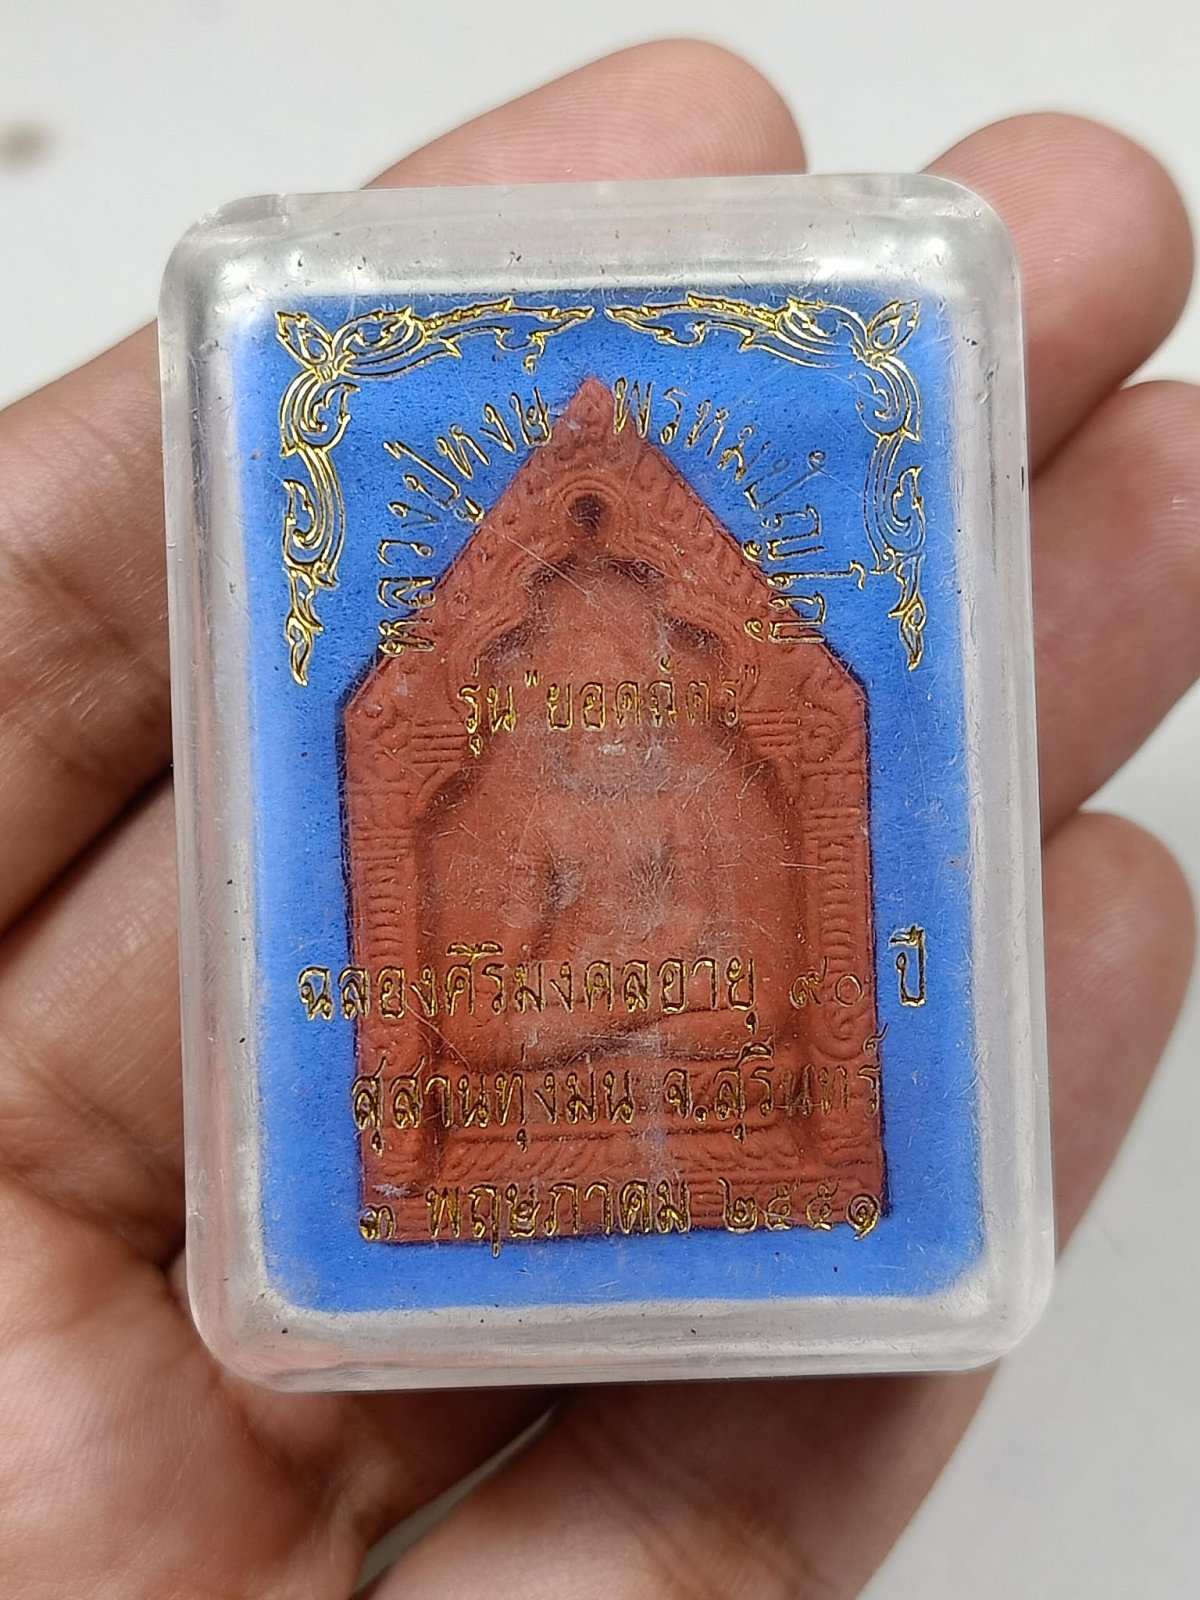 หลวงปู่หงษ์ พรหมปัญโญ
รุ่น "ยอดฉัตร"
ฉลองศิริมงคลอายุ ๙๐ ปี
สุสานทุ่งมน จ.สุรินทร์
๓ พฤษภาคม ๒๕๕๑